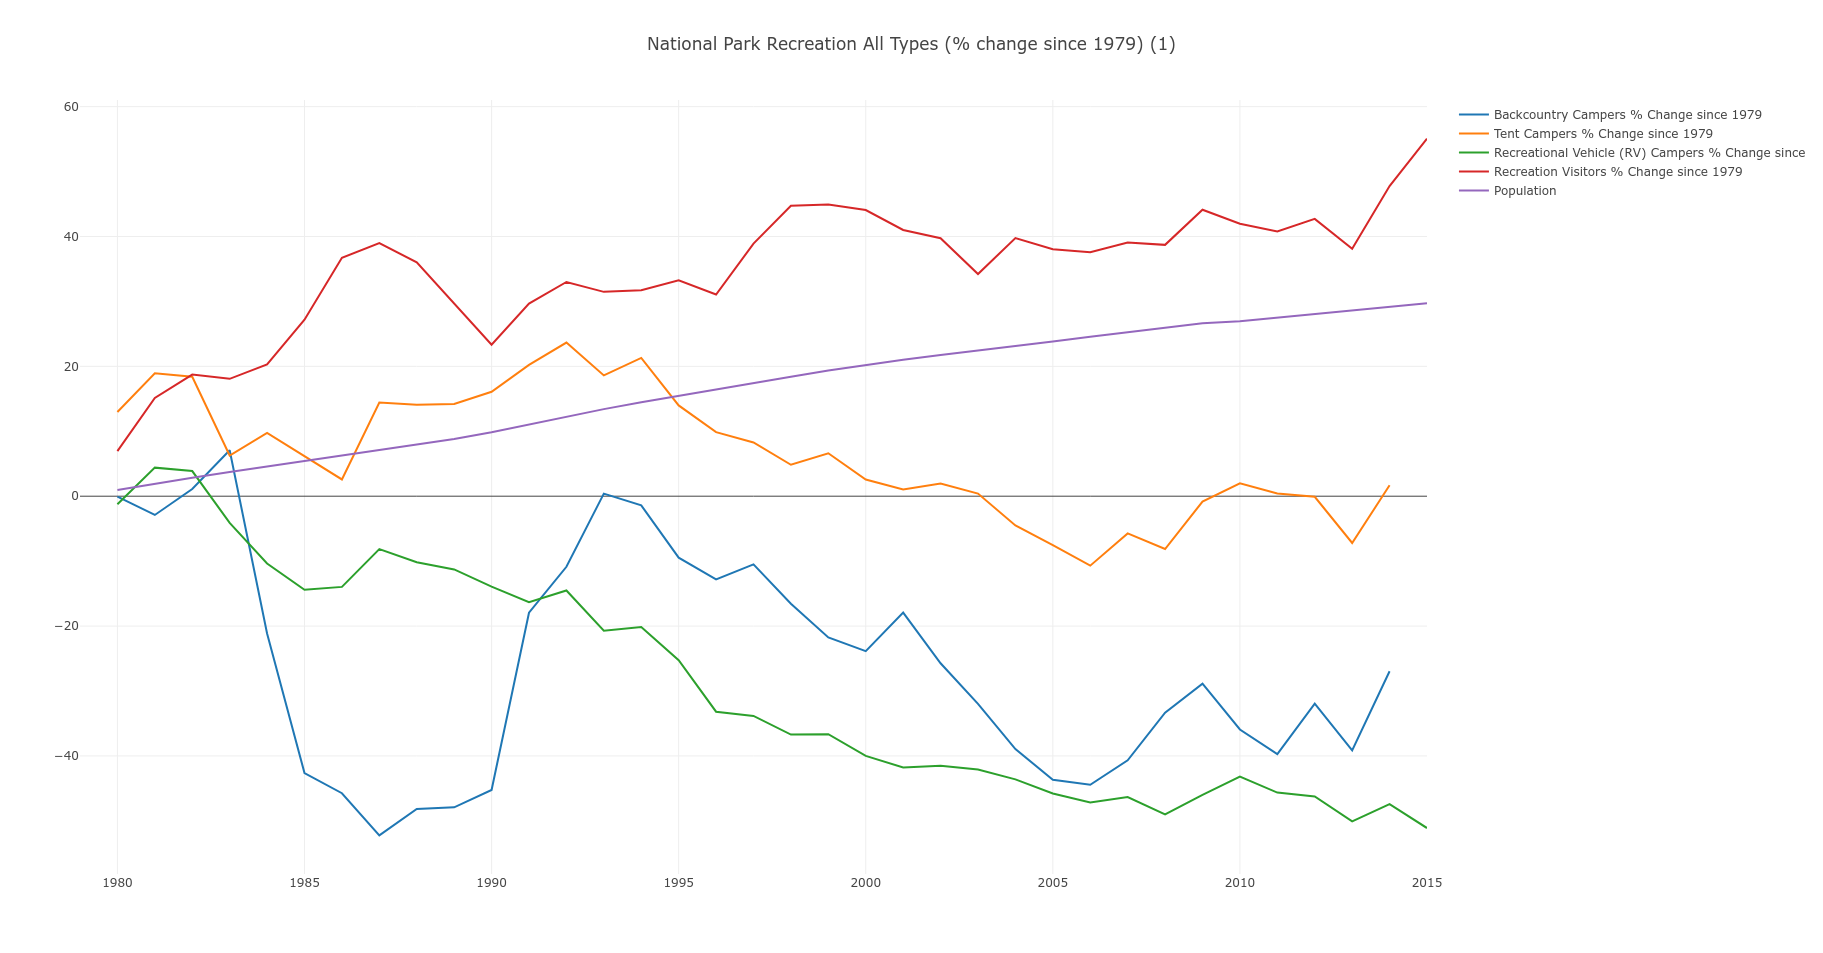 National Park Recreation All Types (% change since 1979) (1)
60
40
20
0
−20
−40
1980 1985 1990 1995 2000 2005 2010 2015
Backcountry Campers % Change since 1979
Tent Campers % Change since 1979
Recreational Vehicle (RV) Campers % Change since
Recreation Visitors % Change since 1979
Population